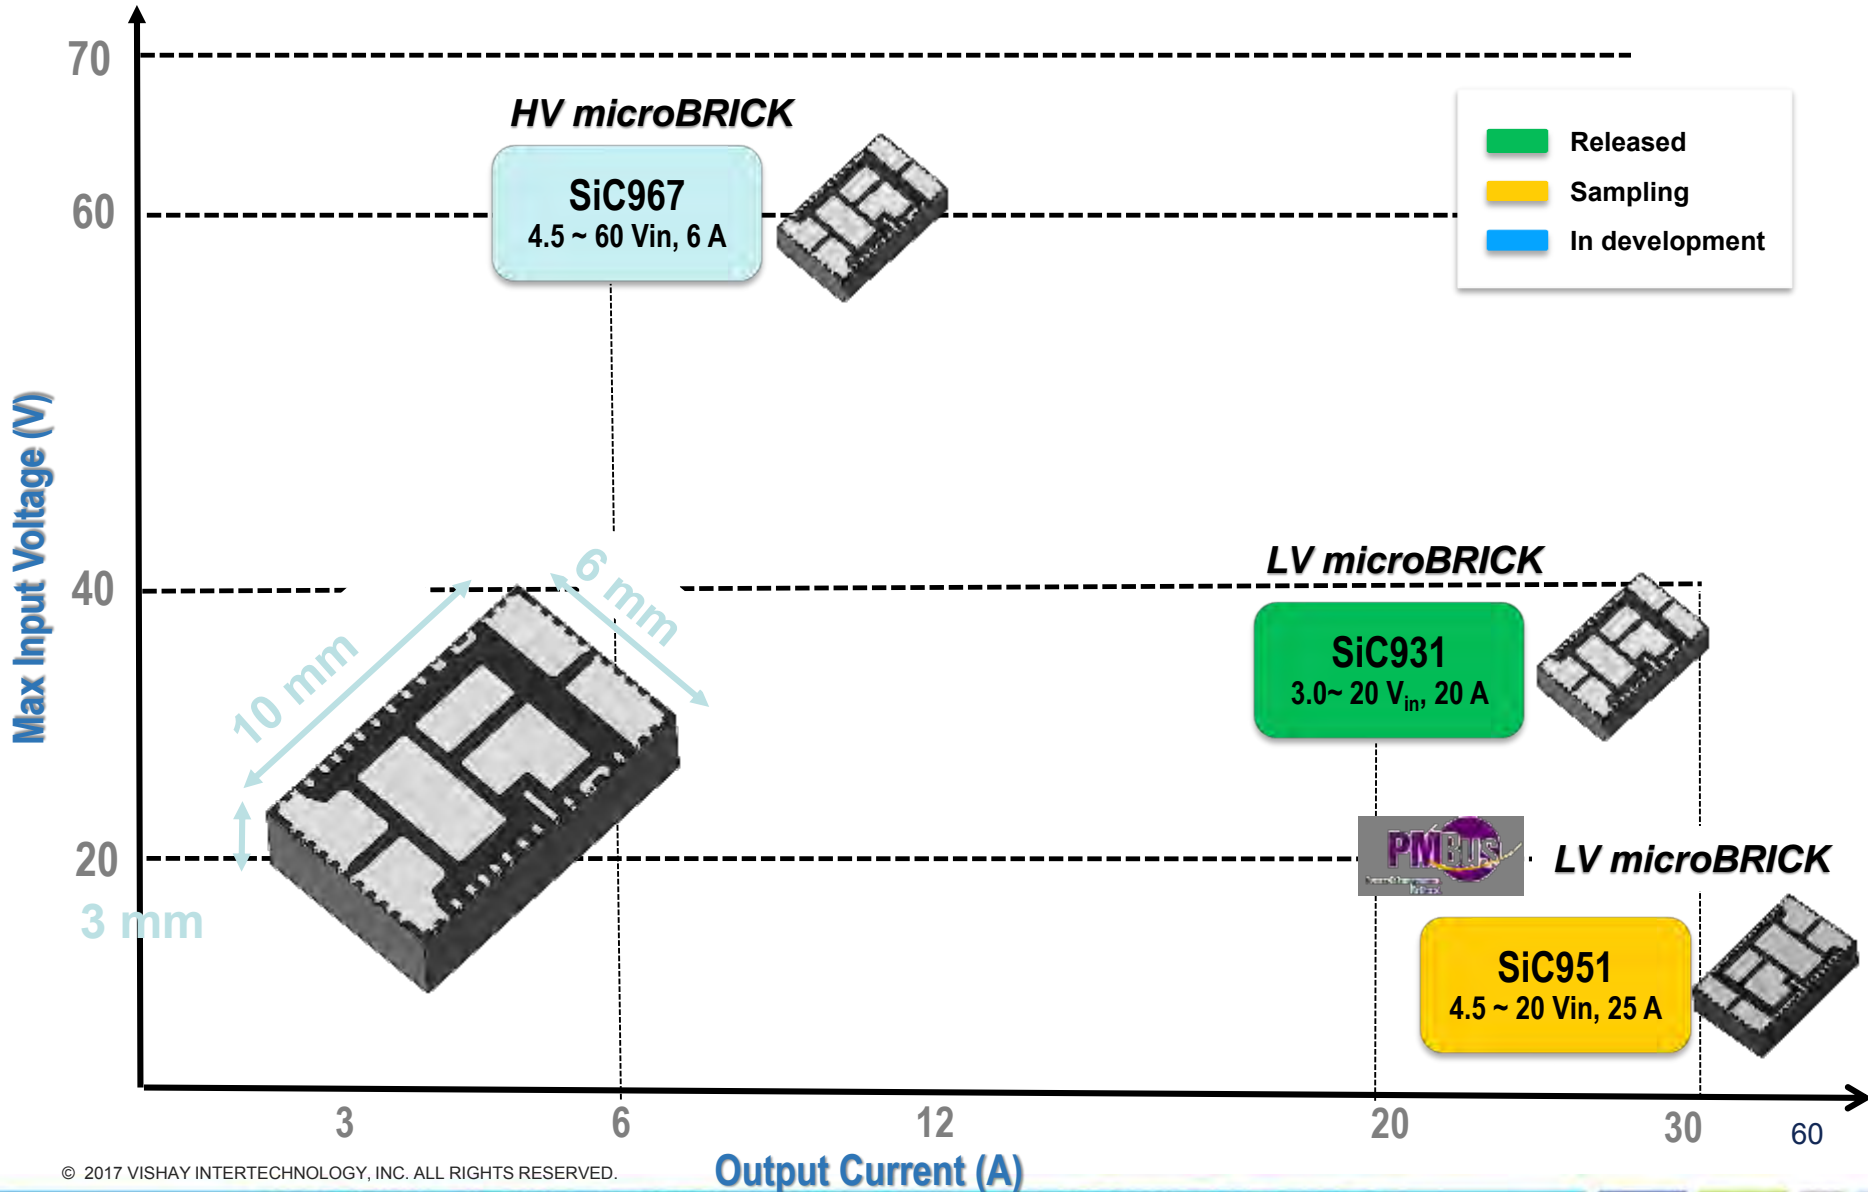 70
HV microBRICK
Released
Sampling
In development
SiC967
4.5 ~ 60 Vin, 6 A
60
Max Input Voltage (V)
LV microBRICK
40
6 mm
10 mm
SiC931
3.0~ 20 Vin, 20 A
PMBUS
20
LV microBRICK
3 mm
SiC951
4.5 ~ 20 Vin, 25 A
3
6
12
20
30
60
© 2017 VISHAY INTERTECHNOLOGY, INC. ALL RIGHTS RESERVED.
Output Current (A)